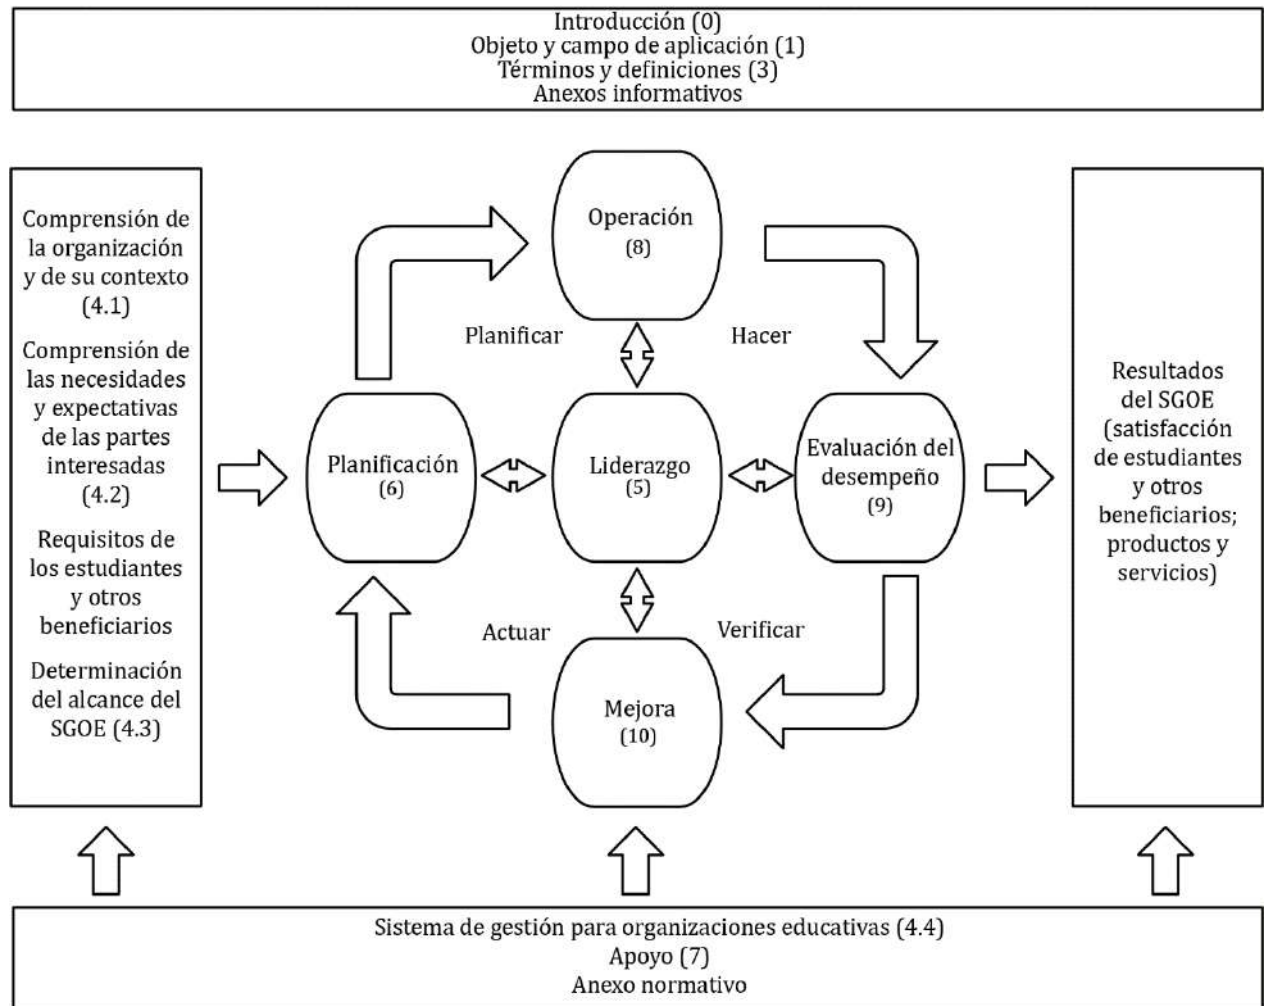 Introducción (0)
Objeto y campo de aplicación (1)
Términos y definiciones (3)
Anexos informativos
Comprensión de
la organización
y de su contexto
(4.1)
Comprensión de
las necesidades
y expectativas
de las partes
interesadas
(4.2)
Requisitos de
los estudiantes
y otros
beneficiarios
Determinación
del alcance del
SGOE (4.3)
Operación
(8)
Planificar
Hacer
Planificación
(6)
Liderazgo
(5)
Evaluación del
desempeño
(9)
Actuar
Verificar
Mejora
(10)
Resultados
del SGOE
(satisfacción
de estudiantes
y otros
beneficiarios;
productos y
servicios)
Sistema de gestión para organizaciones educativas (4.4)
Apoyo (7)
Anexo normativo